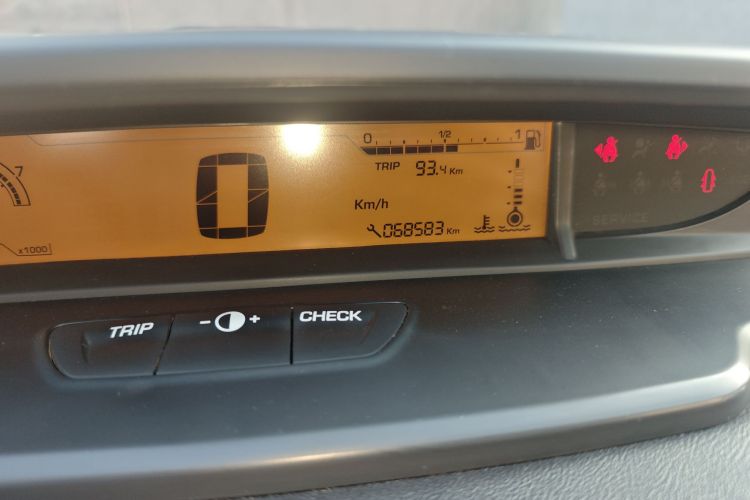 0 1/2 1
TRIP 93.4 Km
7
0
Km/h
068583 Km
x1000
SERVICE
TRIP - + CHECK